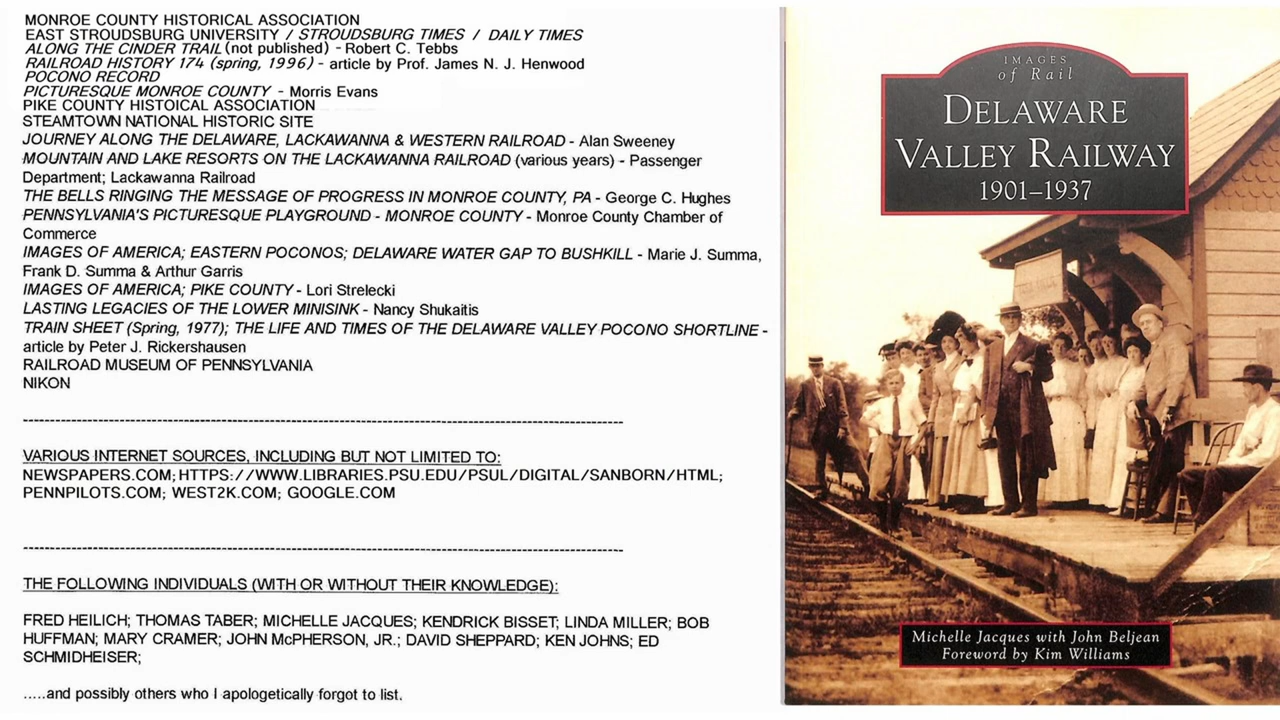 MONROE COUNTY HISTORICAL ASSOCIATION
EAST STROUDSBURG UNIVERSITY / STROUDSBURG TIMES / DAILY TIMES
ALONG THE CINDER TRAIL (not published) - Robert C. Tebbs
RAILROAD HISTORY 174 (spring, 1996) - article by Prof. James N. J. Henwood
POCONO RECORD
PICTURESQUE MONROE COUNTY - Morris Evans
PIKE COUNTY HISTOICAL ASSOCIATION
STEAMTOWN NATIONAL HISTORIC SITE
JOURNEY ALONG THE DELAWARE, LACKAWANNA & WESTERN RAILROAD - Alan Sweeney
MOUNTAIN AND LAKE RESORTS ON THE LACKAWANNA RAILROAD (various years) - Passenger
Department; Lackawanna Railroad
THE BELLS RINGING THE MESSAGE OF PROGRESS IN MONROE COUNTY, PA - George C. Hughes
PENNSYLVANIA'S PICTURESQUE PLAYGROUND - MONROE COUNTY - Monroe County Chamber of
Commerce
IMAGES OF AMERICA; EASTERN POCONOS; DELAWARE WATER GAP TO BUSHKILL - Marie J. Summa,
Frank D. Summa & Arthur Garris
IMAGES OF AMERICA; PIKE COUNTY - Lori Strelecki
LASTING LEGACIES OF THE LOWER MINISINK - Nancy Shukaitis
TRAIN SHEET (Spring, 1977); THE LIFE AND TIMES OF THE DELAWARE VALLEY POCONO SHORTLINE -
article by Peter J. Rickershausen
RAILROAD MUSEUM OF PENNSYLVANIA
NIKON
VARIOUS INTERNET SOURCES, INCLUDING BUT NOT LIMITED TO:
NEWSPAPERS.COM; HTTPS://WWW.LIBRARIES.PSU.EDU/PSUL/DIGITAL/SANBORN/HTML;
PENNPILOTS.COM; WEST2K.COM; GOOGLE.COM
THE FOLLOWING INDIVIDUALS (WITH OR WITHOUT THEIR KNOWLEDGE):
FRED HEILICH; THOMAS TABER; MICHELLE JACQUES; KENDRICK BISSET; LINDA MILLER; BOB
HUFFMAN; MARY CRAMER; JOHN McPHERSON, JR.; DAVID SHEPPARD; KEN JOHNS; ED
SCHMIDHEISER;
.....and possibly others who I apologetically forgot to list.
IMAGES
of Rail
DELAWARE
VALLEY RAILWAY
1901–1937
Michelle Jacques with John Beljean
Foreword by Kim Williams